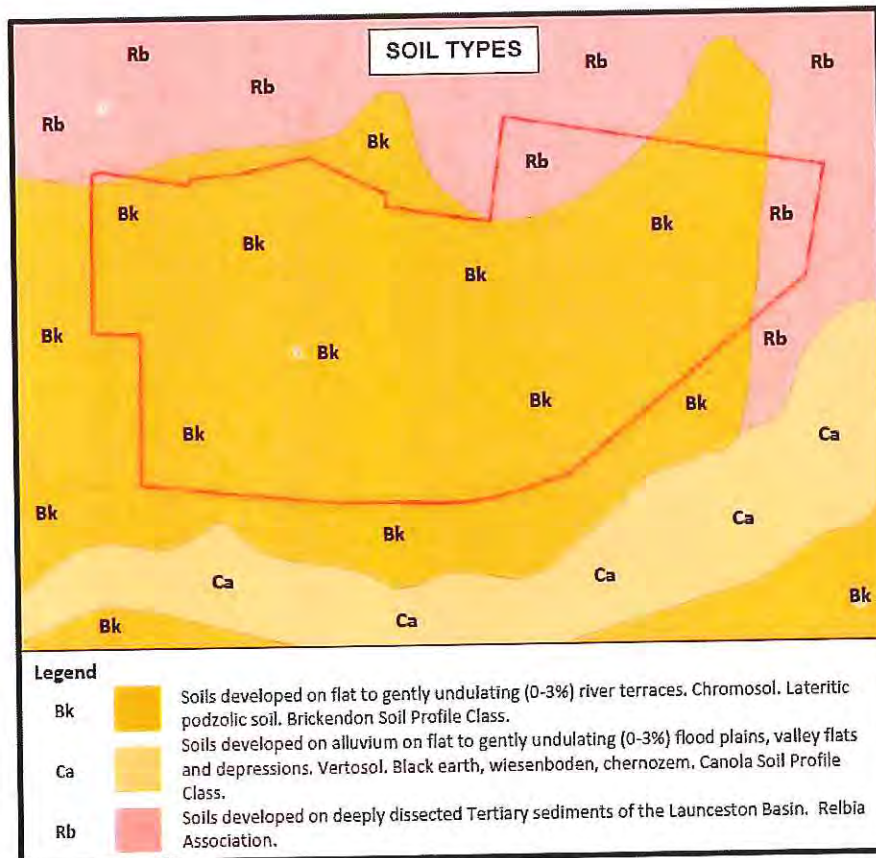 SOIL TYPES
Rb
Rb
Rb
Rb
Rb
Bk
Rb
Bk
Rb
Bk
Bk
Bk
Bk
Bk
Rb
Bk
Bk
Bk
Ca
Bk
Ca
Bk
Ca
Ca
Bk
Ca
Bk
Legend
Bk Soils developed on flat to gently undulating (0-3%) river terraces. Chromosol. Lateritic
podzolic soil. Brickendon Soil Profile Class.
Ca Soils developed on alluvium on flat to gently undulating (0-3%) flood plains, valley flats
and depressions. Vertosol. Black earth, wiesenboden, chernozem. Canola Soil Profile
Class.
Rb Soils developed on deeply dissected Tertiary sediments of the Launceston Basin. Relbia
Association.